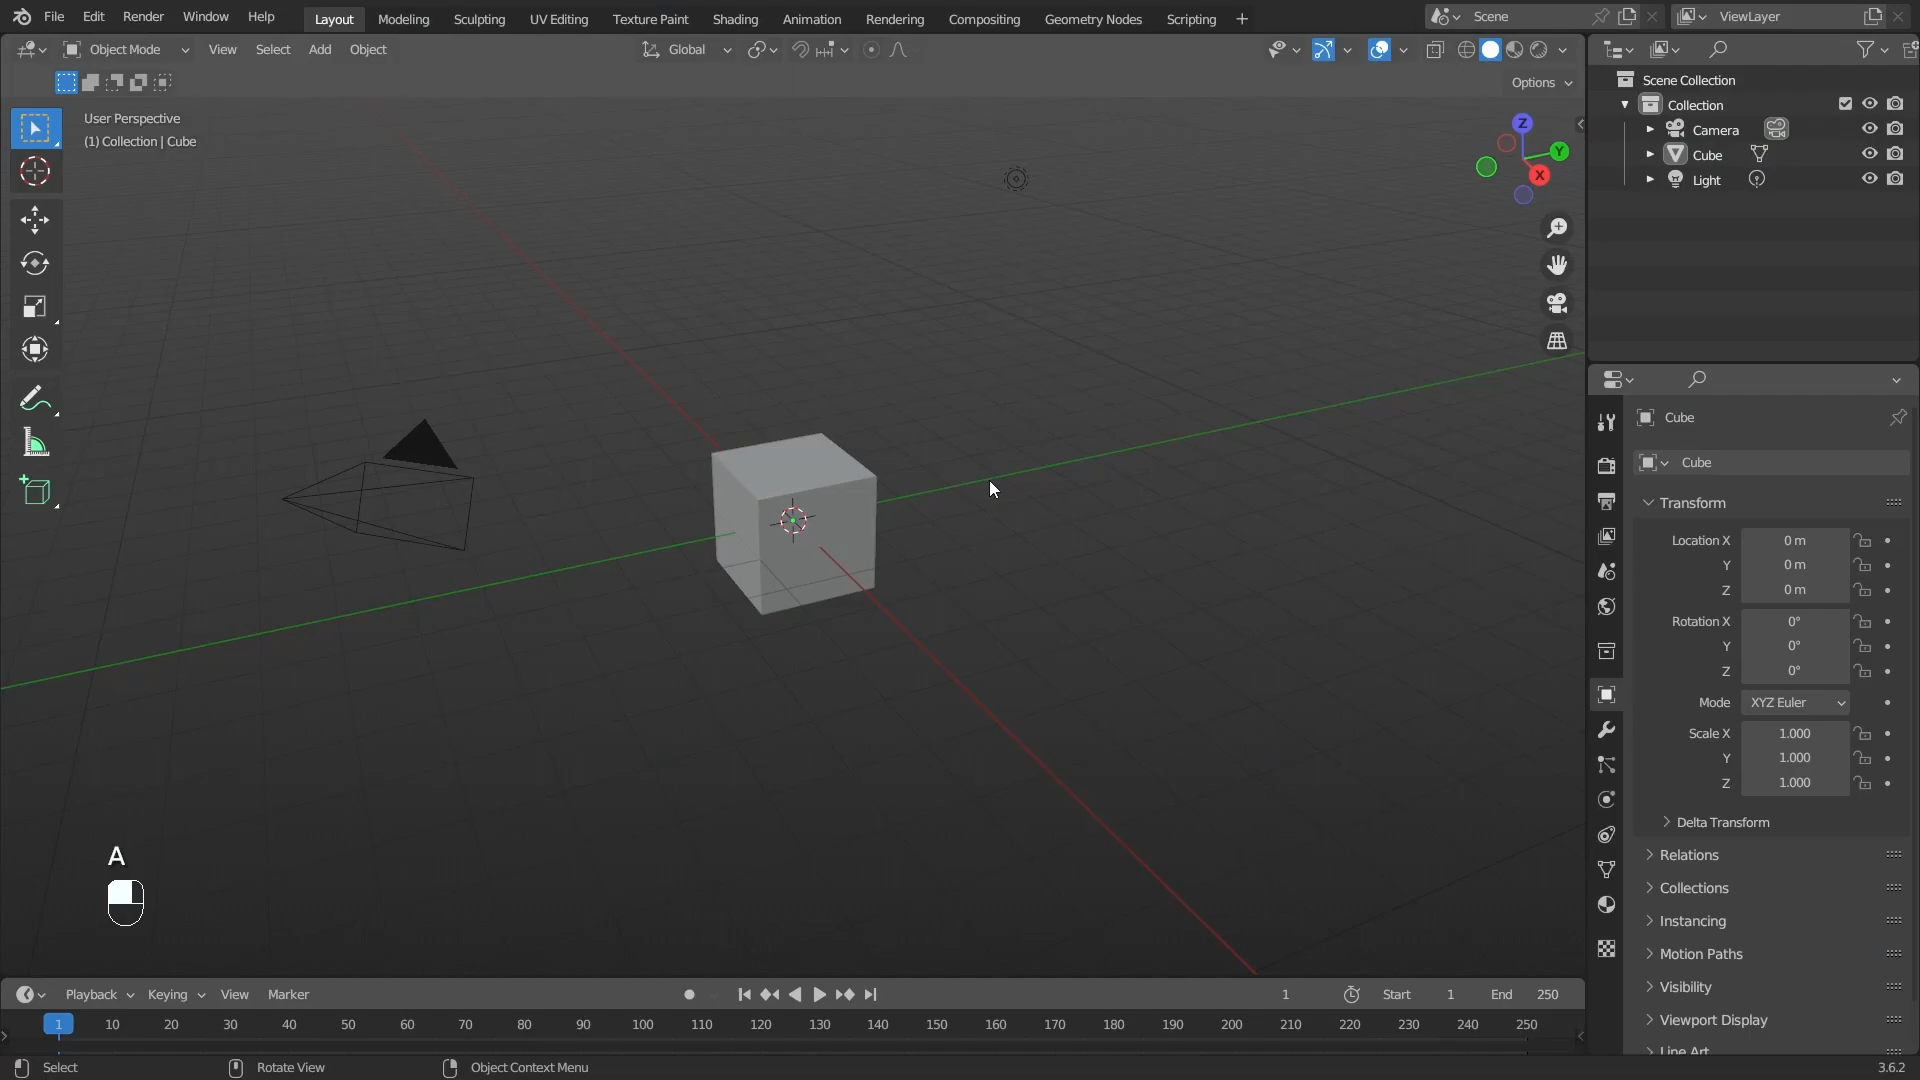 File Edit Render Window Help Layout Modeling Sculpting UV Editing Texture Paint Shading Animation Rendering Compositing Geometry Nodes Scripting + Scene ViewLayer
Object Mode View Select Add Object Global
Options
User Perspective
(1) Collection | Cube
Z
Y
X
A
Scene Collection
Collection
Camera
Cube
Light
Cube
Cube
Transform
Location X 0 m
Y 0 m
Z 0 m
Rotation X 0°
Y 0°
Z 0°
Mode XYZ Euler
Scale X 1.000
Y 1.000
Z 1.000
Delta Transform
Relations
Collections
Instancing
Motion Paths
Visibility
Viewport Display
Line Art
Playback Keying View Marker 1 Start 1 End 250
1 10 20 30 40 50 60 70 80 90 100 110 120 130 140 150 160 170 180 190 200 210 220 230 240 250
Select Rotate View Object Context Menu 3.6.2